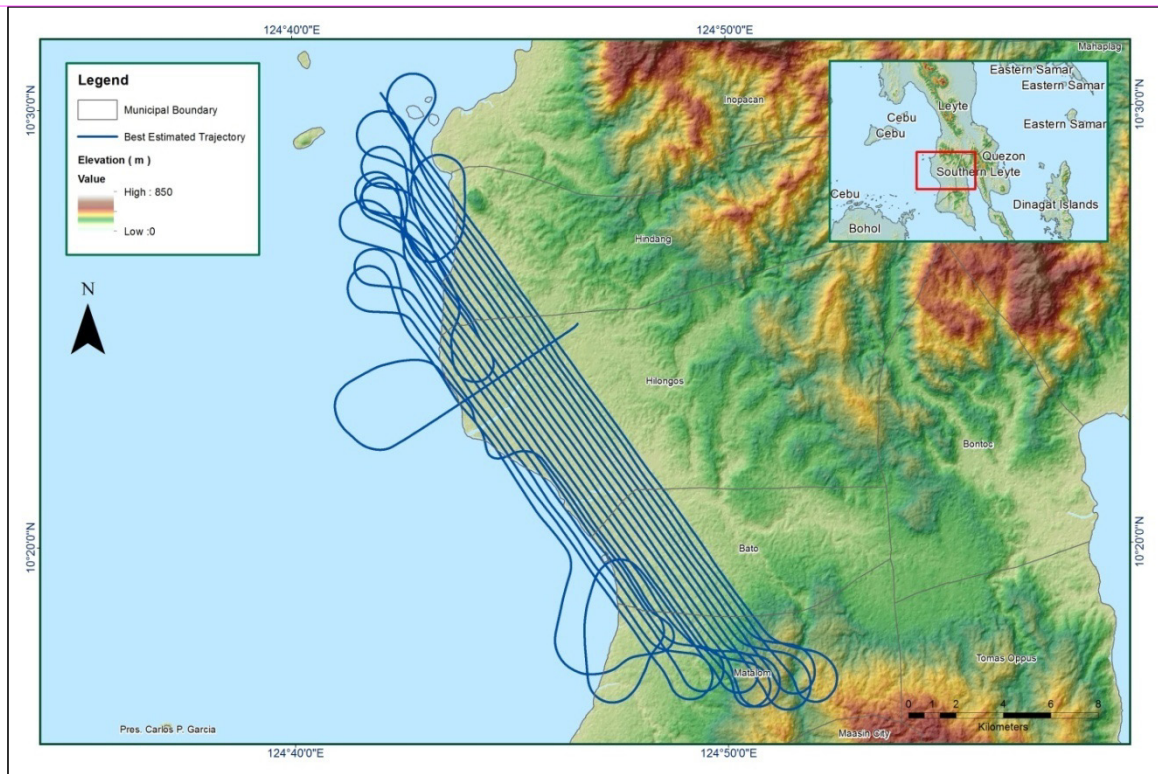 124°40'0"E
124°50'0"E
10°30'0"N
10°30'0"N
Legend
Municipal Boundary
Best Estimated Trajectory
Elevation ( m )
Value
High : 850
Low :0
N
Mahaplag
Inopacan
Eastern Samar
Eastern Samar
Leyte
Cebu
Cebu
Eastern Samar
Quezon
Southern Leyte
Cebu
Dinagat Islands
Bohol
Hindang
Hilongos
Bontoc
10°20'0"N
10°20'0"N
Bato
Matalom
Tomas Oppus
0 1 2 4 6 8
Kilometers
Pres. Carlos P. Garcia
Maasin City
124°40'0"E
124°50'0"E